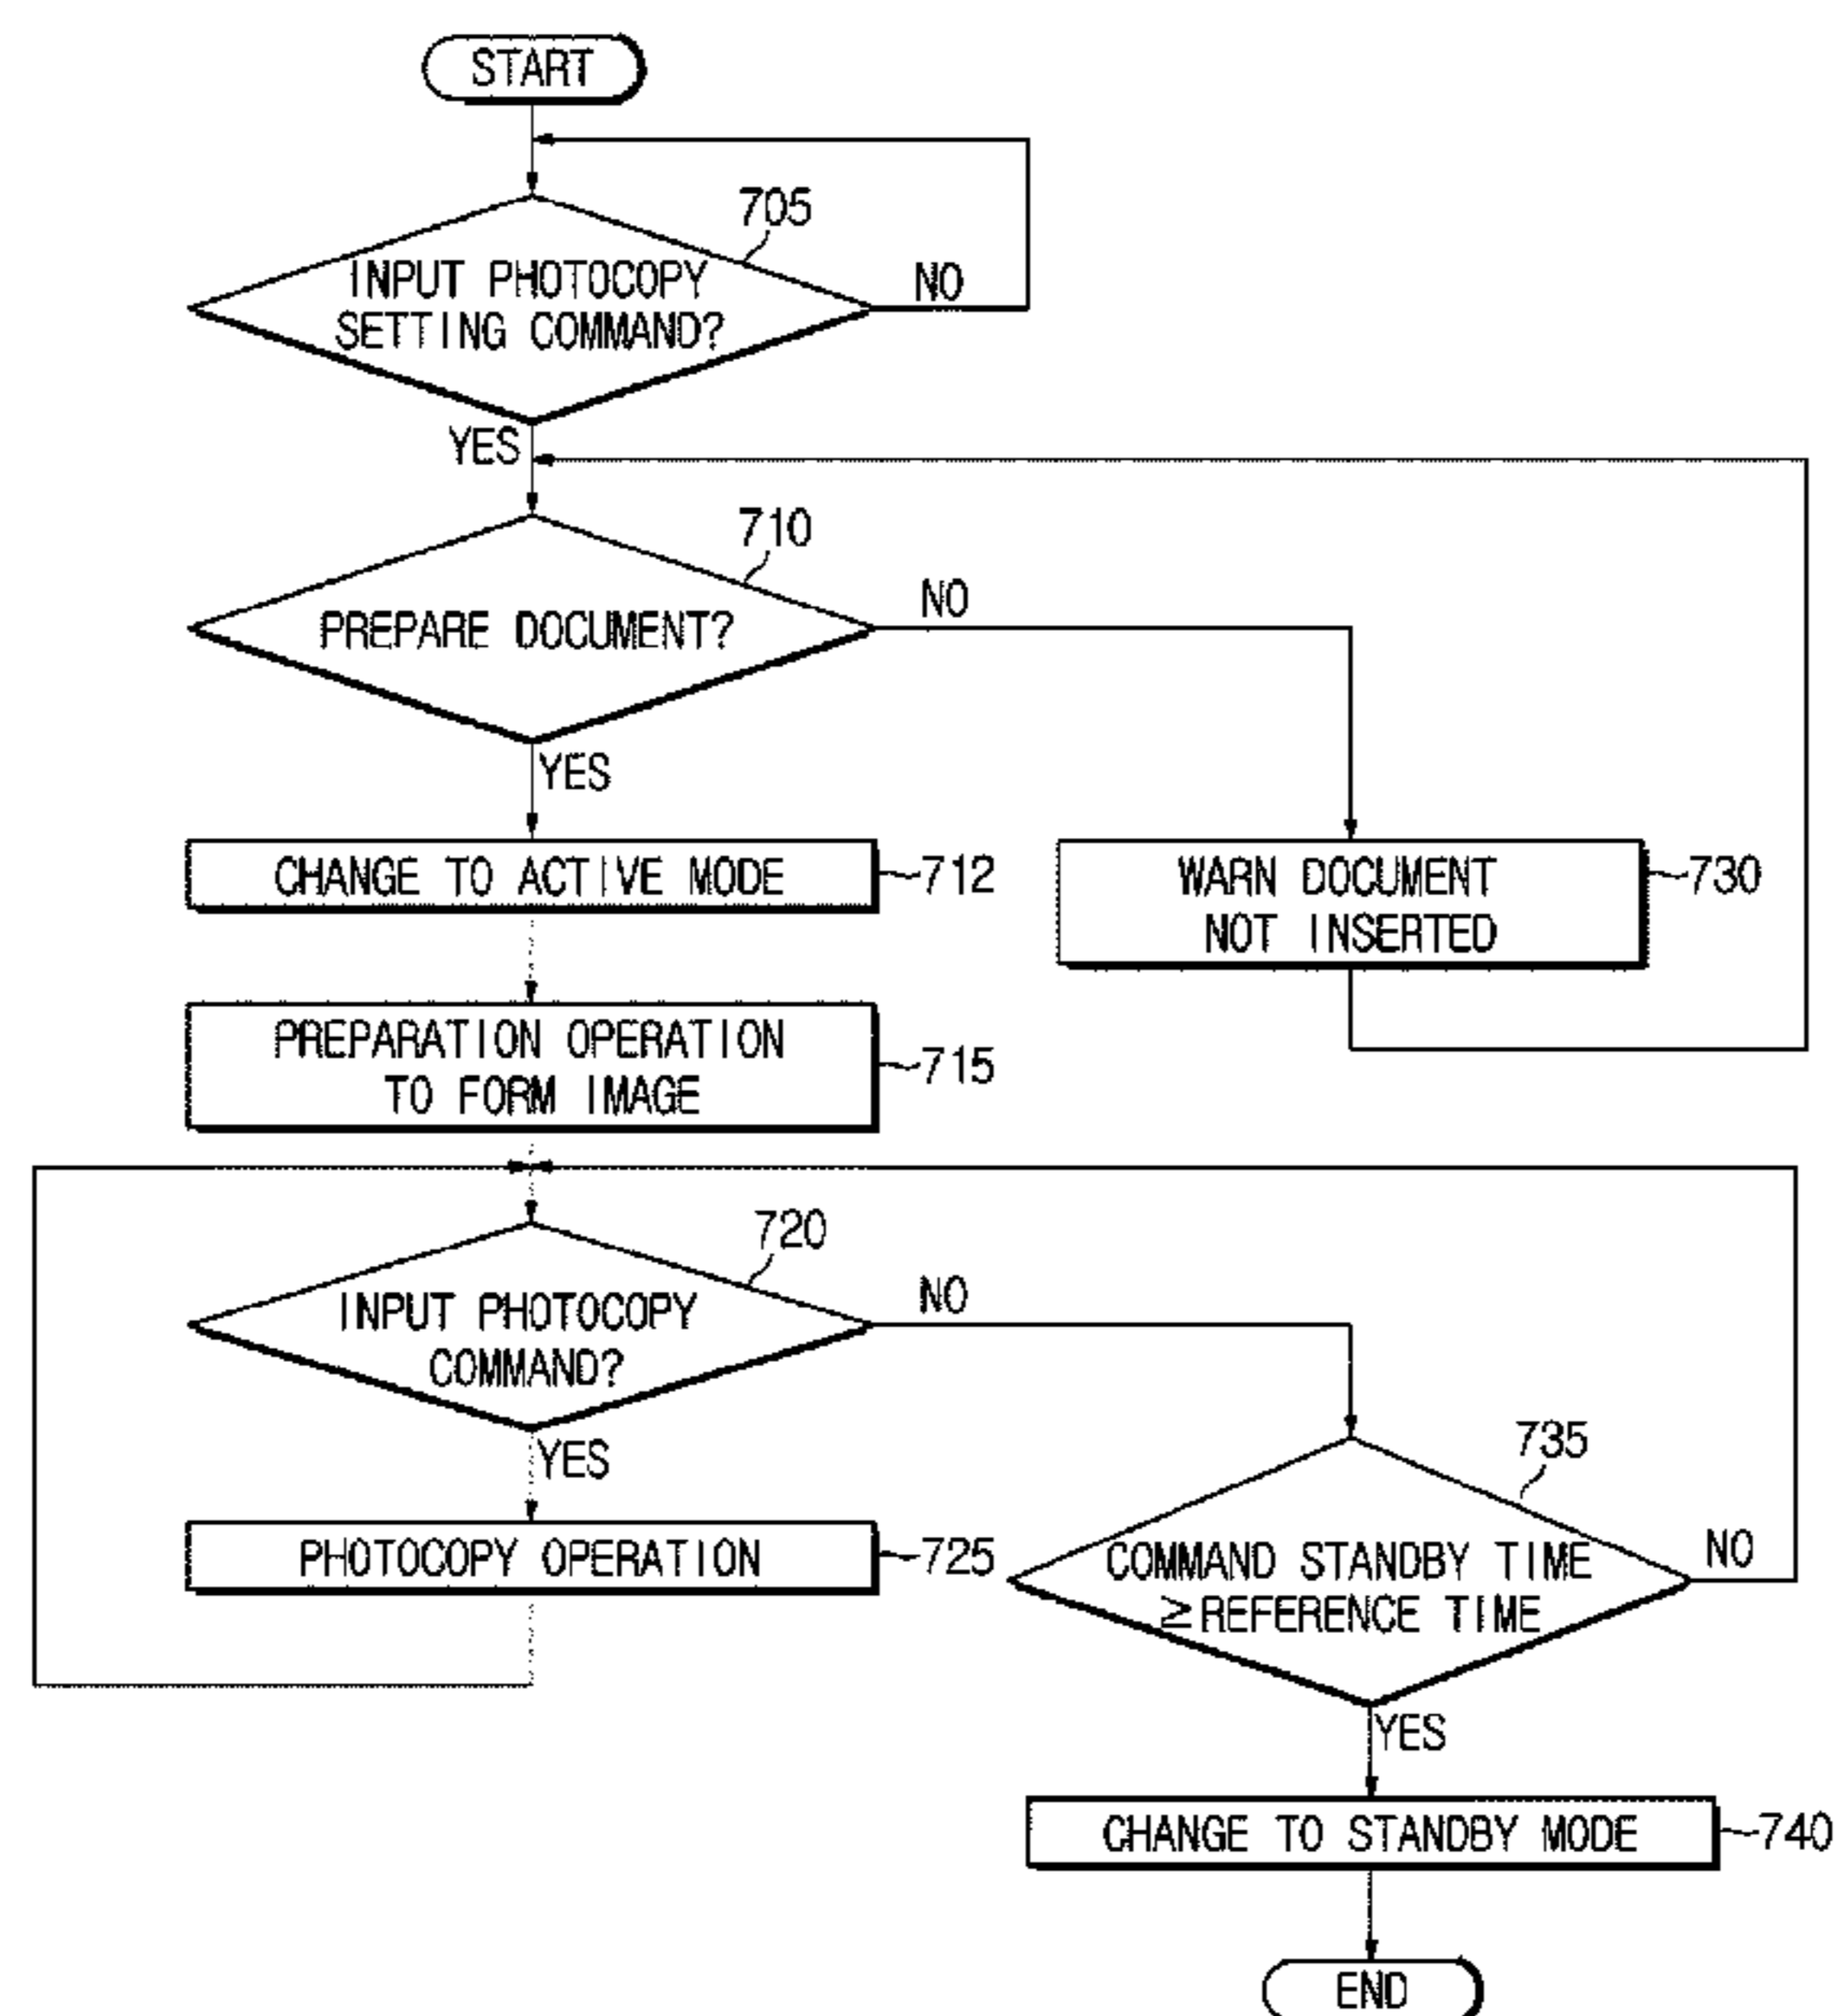 START
705
INPUT PHOTOCOPY
SETTING COMMAND?
NO
YES
710
PREPARE DOCUMENT?
NO
YES
CHANGE TO ACTIVE MODE
712
WARN DOCUMENT
NOT INSERTED
730
PREPARATION OPERATION
TO FORM IMAGE
715
720
INPUT PHOTOCOPY
COMMAND?
NO
YES
735
COMMAND STANDBY TIME
≥REFERENCE TIME
NO
PHOTOCOPY OPERATION
725
YES
CHANGE TO STANDBY MODE
740
END